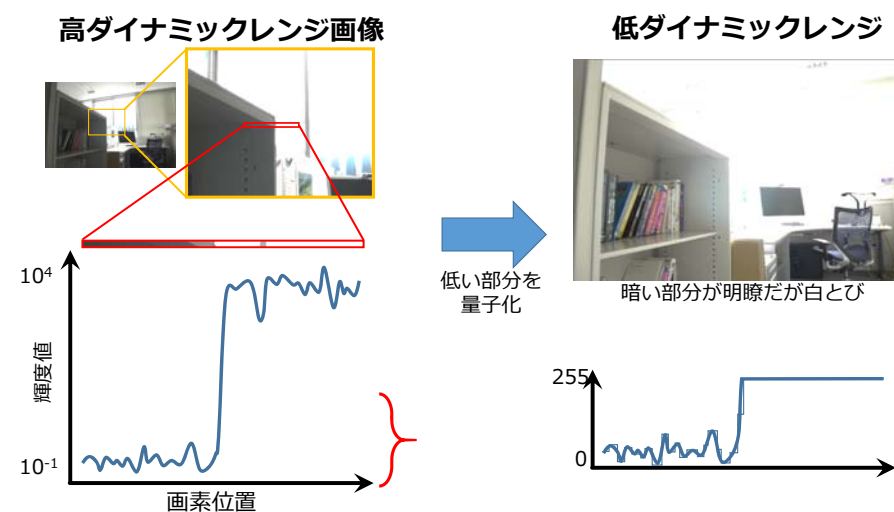 高ダイナミックレンジ画像
低ダイナミックレンジ
低い部分を
量子化
暗い部分が明瞭だが白とび
10⁴
輝度値
10⁻¹
画素位置
255
0